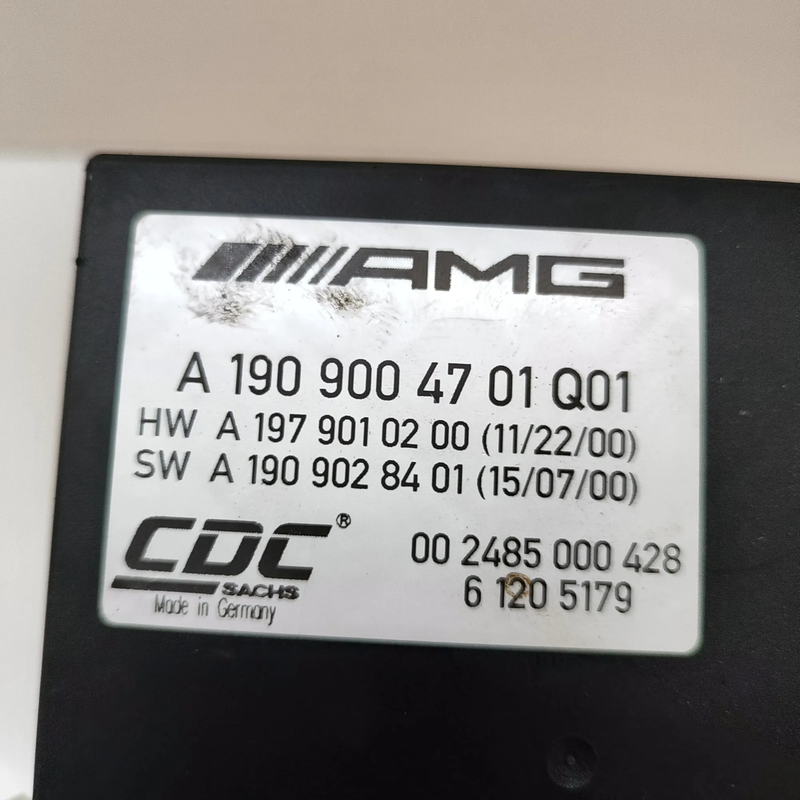 AMG
A 190 900 47 01 Q01
HW A 197 901 02 00 (11/22/00)
SW A 190 902 84 01 (15/07/00)
CDC®
SACHS
Made in Germany
00 2485 000 428
6 120 5179